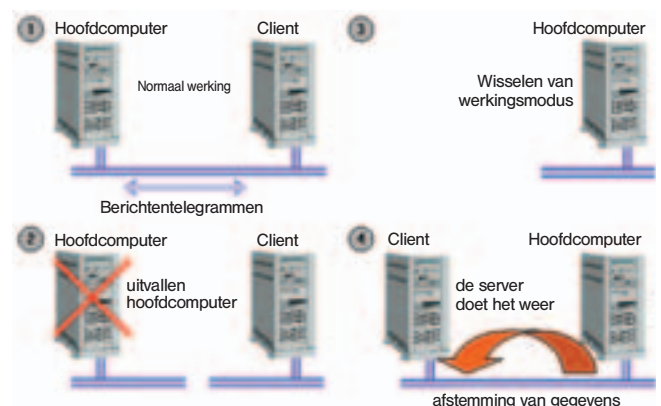 1 Hoofdcomputer Client
Normaal werking
Berichtentelegrammen
2 Hoofdcomputer Client
uitvallen
hoofdcomputer
3 Hoofdcomputer
Wisselen van
werkingsmodus
4 Client Hoofdcomputer
de server
doet het weer
afstemming van gegevens